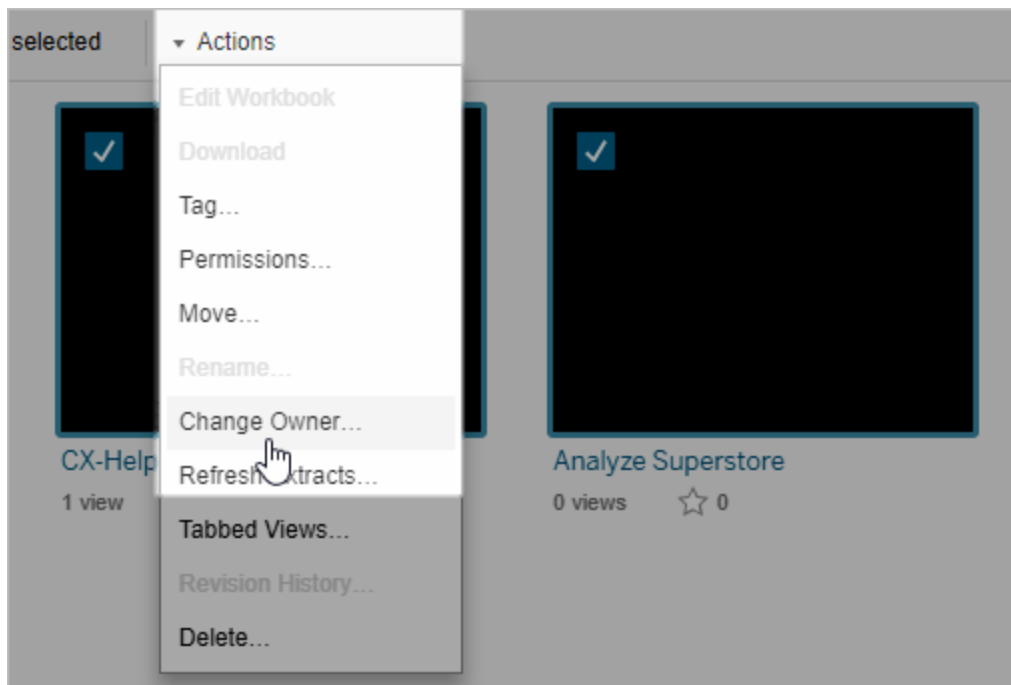 selected
Actions
Edit Workbook
Download
Tag...
Permissions...
Move...
Rename...
Change Owner...
Refresh
Tabbed Views...
Revision History...
Delete...
CX-Help
1 view
Analyze Superstore
0 views 0